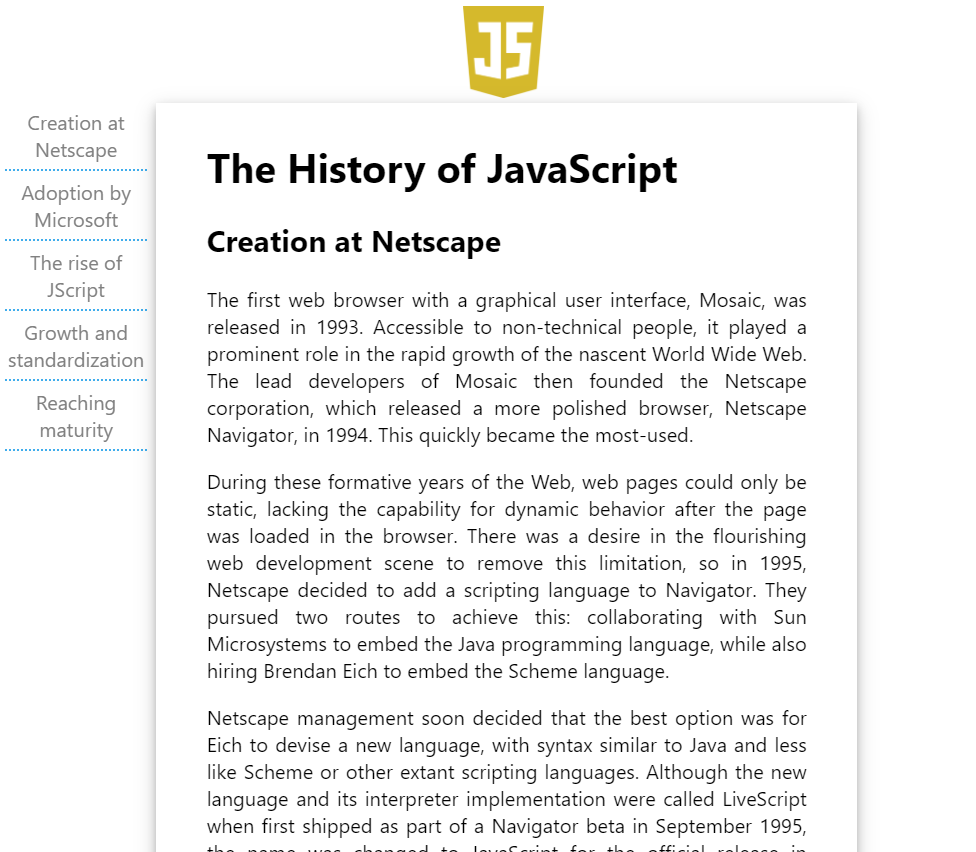 JS
Creation at
Netscape
Adoption by
Microsoft
The rise of
JScript
Growth and
standardization
Reaching
maturity
The History of JavaScript
Creation at Netscape
The first web browser with a graphical user interface, Mosaic, was
released in 1993. Accessible to non-technical people, it played a
prominent role in the rapid growth of the nascent World Wide Web.
The lead developers of Mosaic then founded the Netscape
corporation, which released a more polished browser, Netscape
Navigator, in 1994. This quickly became the most-used.
During these formative years of the Web, web pages could only be
static, lacking the capability for dynamic behavior after the page
was loaded in the browser. There was a desire in the flourishing
web development scene to remove this limitation, so in 1995,
Netscape decided to add a scripting language to Navigator. They
pursued two routes to achieve this: collaborating with Sun
Microsystems to embed the Java programming language, while also
hiring Brendan Eich to embed the Scheme language.
Netscape management soon decided that the best option was for
Eich to devise a new language, with syntax similar to Java and less
like Scheme or other extant scripting languages. Although the new
language and its interpreter implementation were called LiveScript
when first shipped as part of a Navigator beta in September 1995,
the name was changed to JavaScript for the official release in